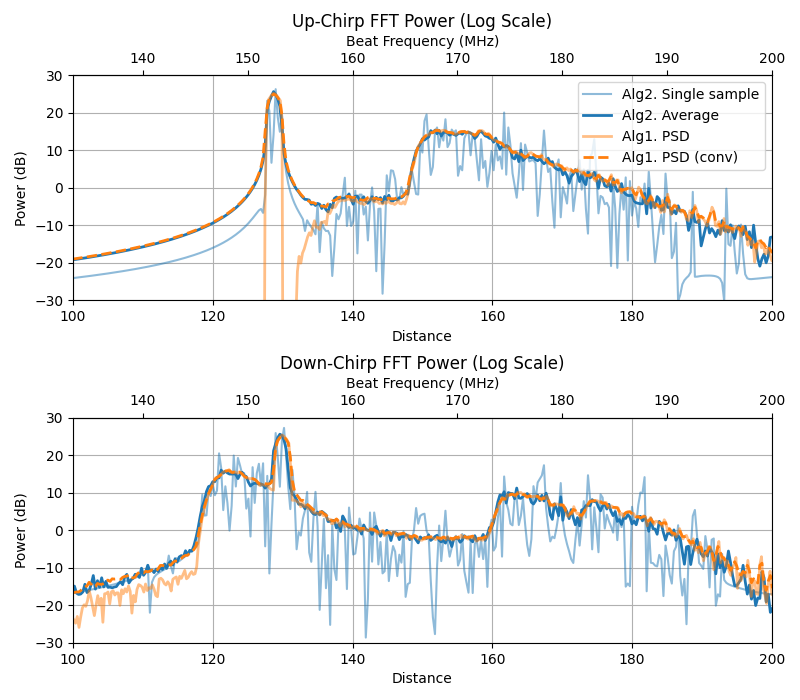 Up-Chirp FFT Power (Log Scale)
Beat Frequency (MHz)
140 150 160 170 180 190 200
30
20
10
0
−10
−20
−30
Power (dB)
Alg2. Single sample
Alg2. Average
Alg1. PSD
Alg1. PSD (conv)
100 120 140 160 180 200
Distance
Down-Chirp FFT Power (Log Scale)
Beat Frequency (MHz)
140 150 160 170 180 190 200
30
20
10
0
−10
−20
−30
Power (dB)
100 120 140 160 180 200
Distance